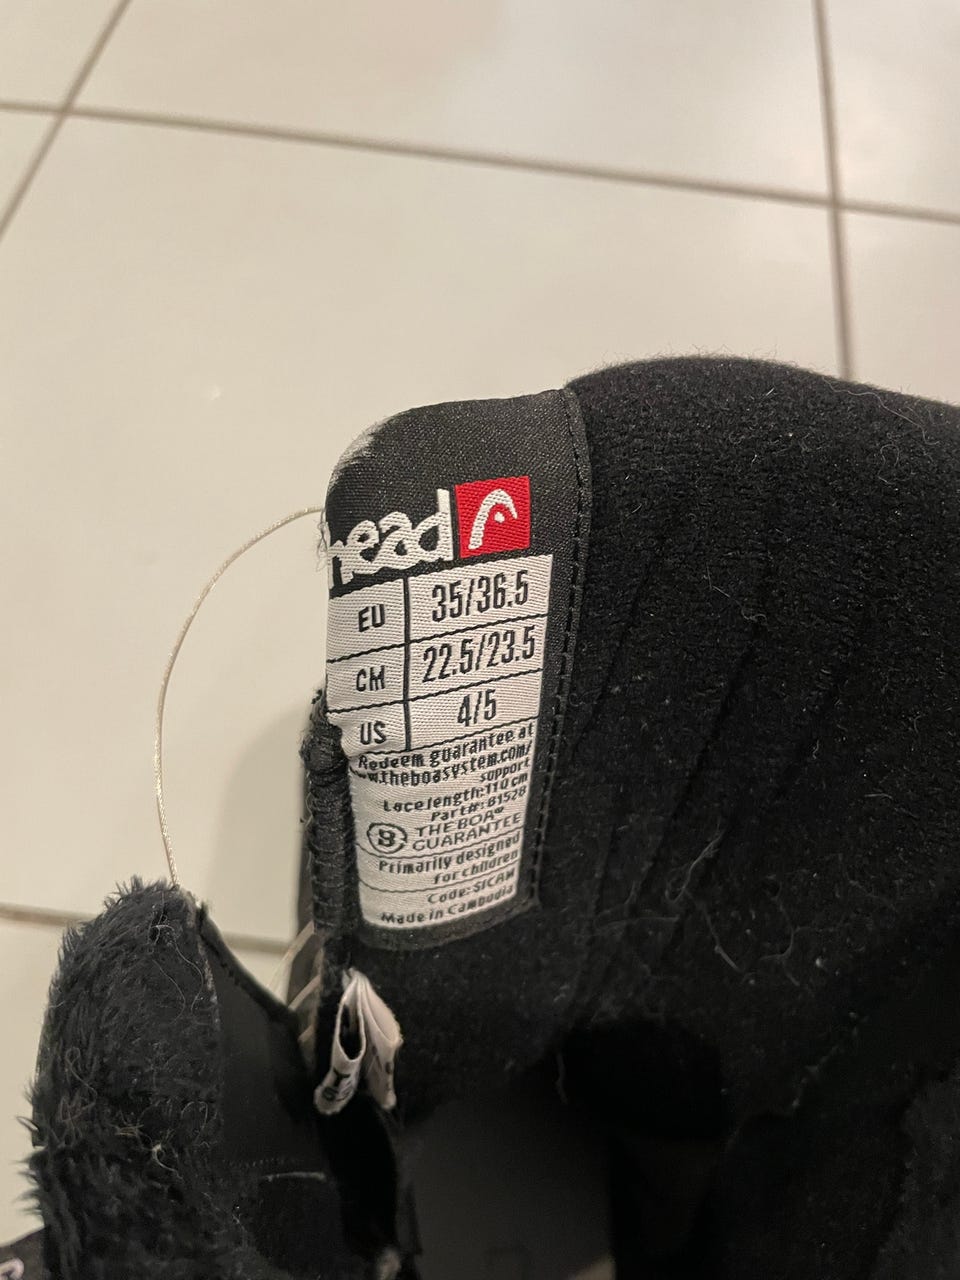 head
EU 35/36.5
CM 22.5/23.5
US 4/5
Redeem guarantee at
w.theboasystem.com/
support
Lace length:110 cm
Part#: B1528
B THE BOA®
GUARANTEE
Primarily designed
for children
Code: SICAM
Made in Cambodia